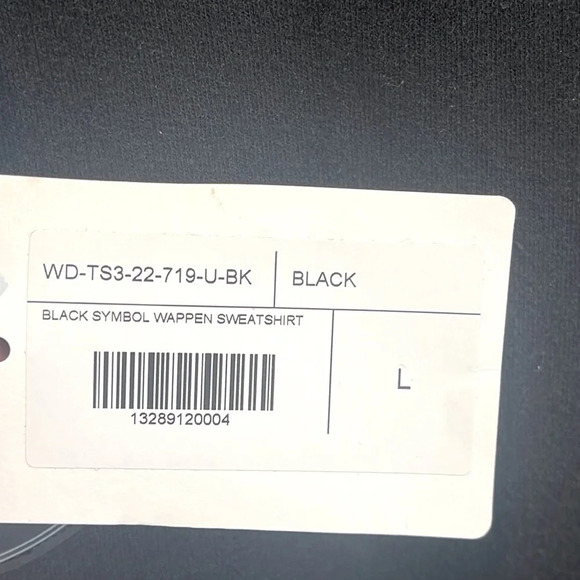 WD-TS3-22-719-U-BK
BLACK
BLACK SYMBOL WAPPEN SWEATSHIRT
L
13289120004